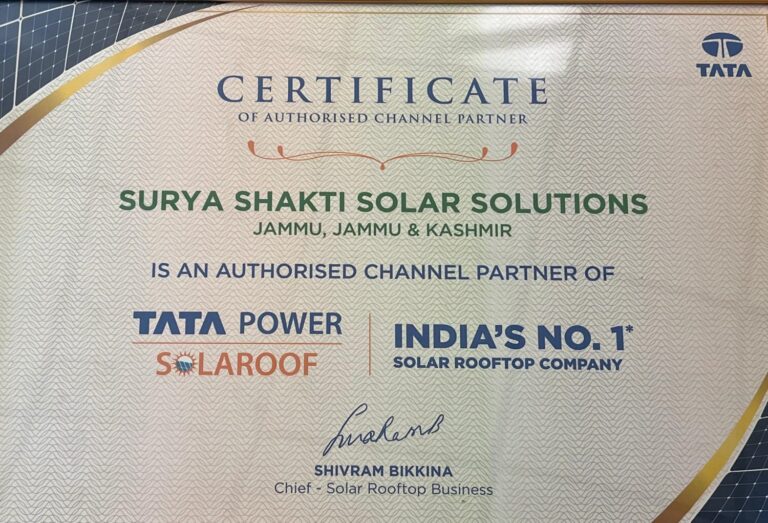 TATA
CERTIFICATE
OF AUTHORISED CHANNEL PARTNER
SURYA SHAKTI SOLAR SOLUTIONS
JAMMU, JAMMU & KASHMIR
IS AN AUTHORISED CHANNEL PARTNER OF
TATA POWER
SOLAROOF
INDIA'S NO. 1*
SOLAR ROOFTOP COMPANY
SHIVRAM BIKKINA
Chief - Solar Rooftop Business